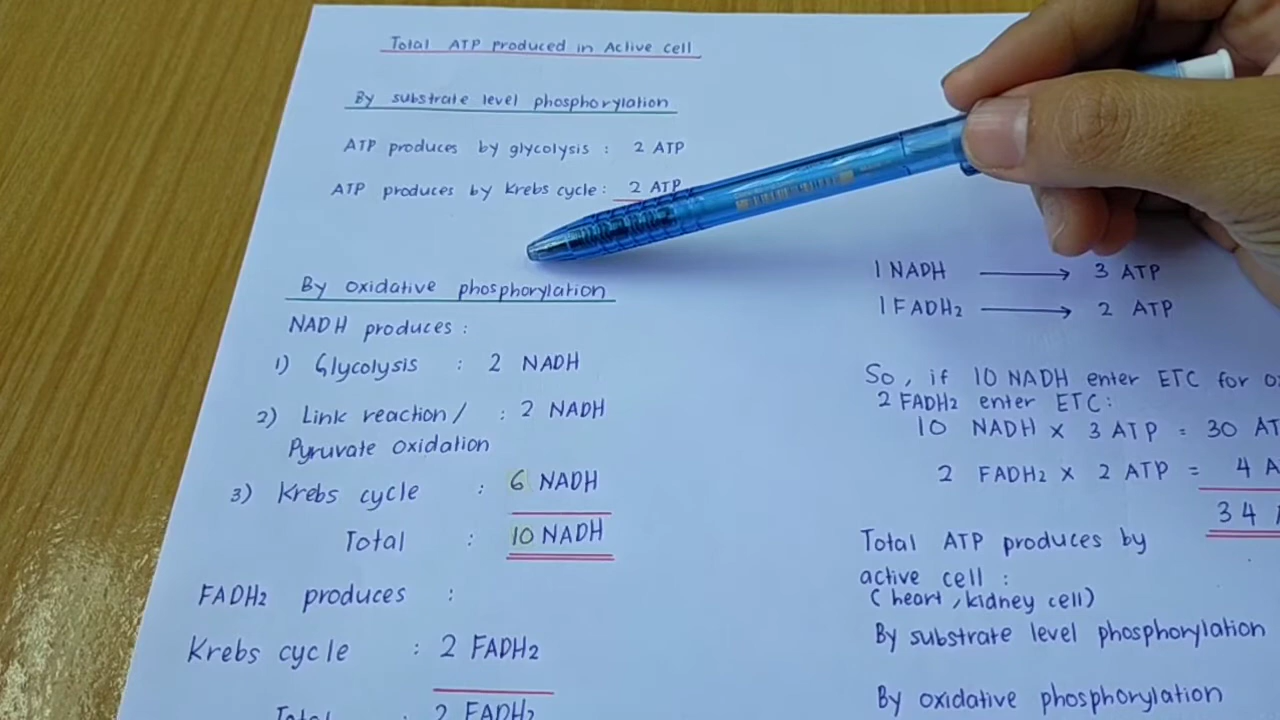 Total ATP produced in Active cell
By substrate level phosphorylation
ATP produces by glycolysis : 2 ATP
ATP produces by Krebs cycle : 2 ATP
By oxidative phosphorylation
NADH produces :
1) Glycolysis : 2 NADH
2) Link reaction / : 2 NADH
Pyruvate oxidation
3) Krebs cycle : 6 NADH
Total : 10 NADH
FADH2 produces :
Krebs cycle : 2 FADH2
Total : 2 FADH2
1 NADH → 3 ATP
1 FADH2 → 2 ATP
So, if 10 NADH enter ETC for
2 FADH2 enter ETC:
10 NADH x 3 ATP = 30
2 FADH2 x 2 ATP = 4
34
Total ATP produces by
active cell :
(heart, kidney cell)
By substrate level phosphorylation
By oxidative phosphorylation